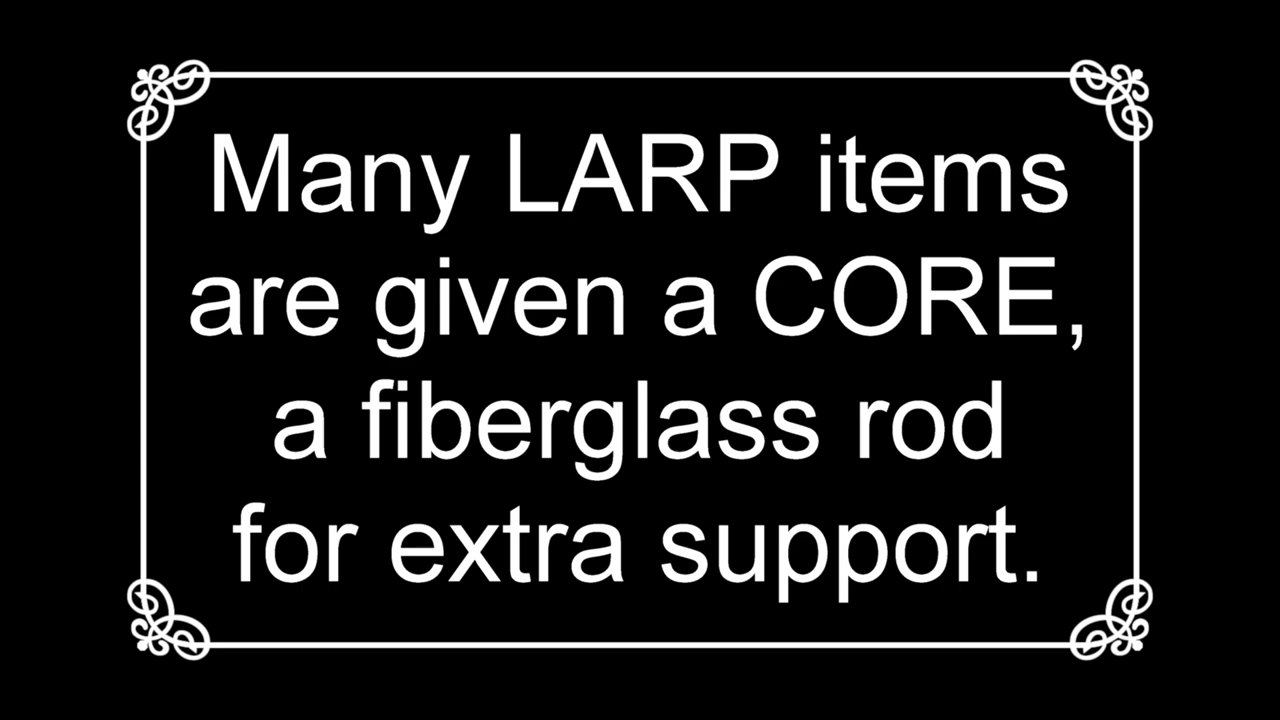 Many LARP items
are given a CORE,
a fiberglass rod
for extra support.